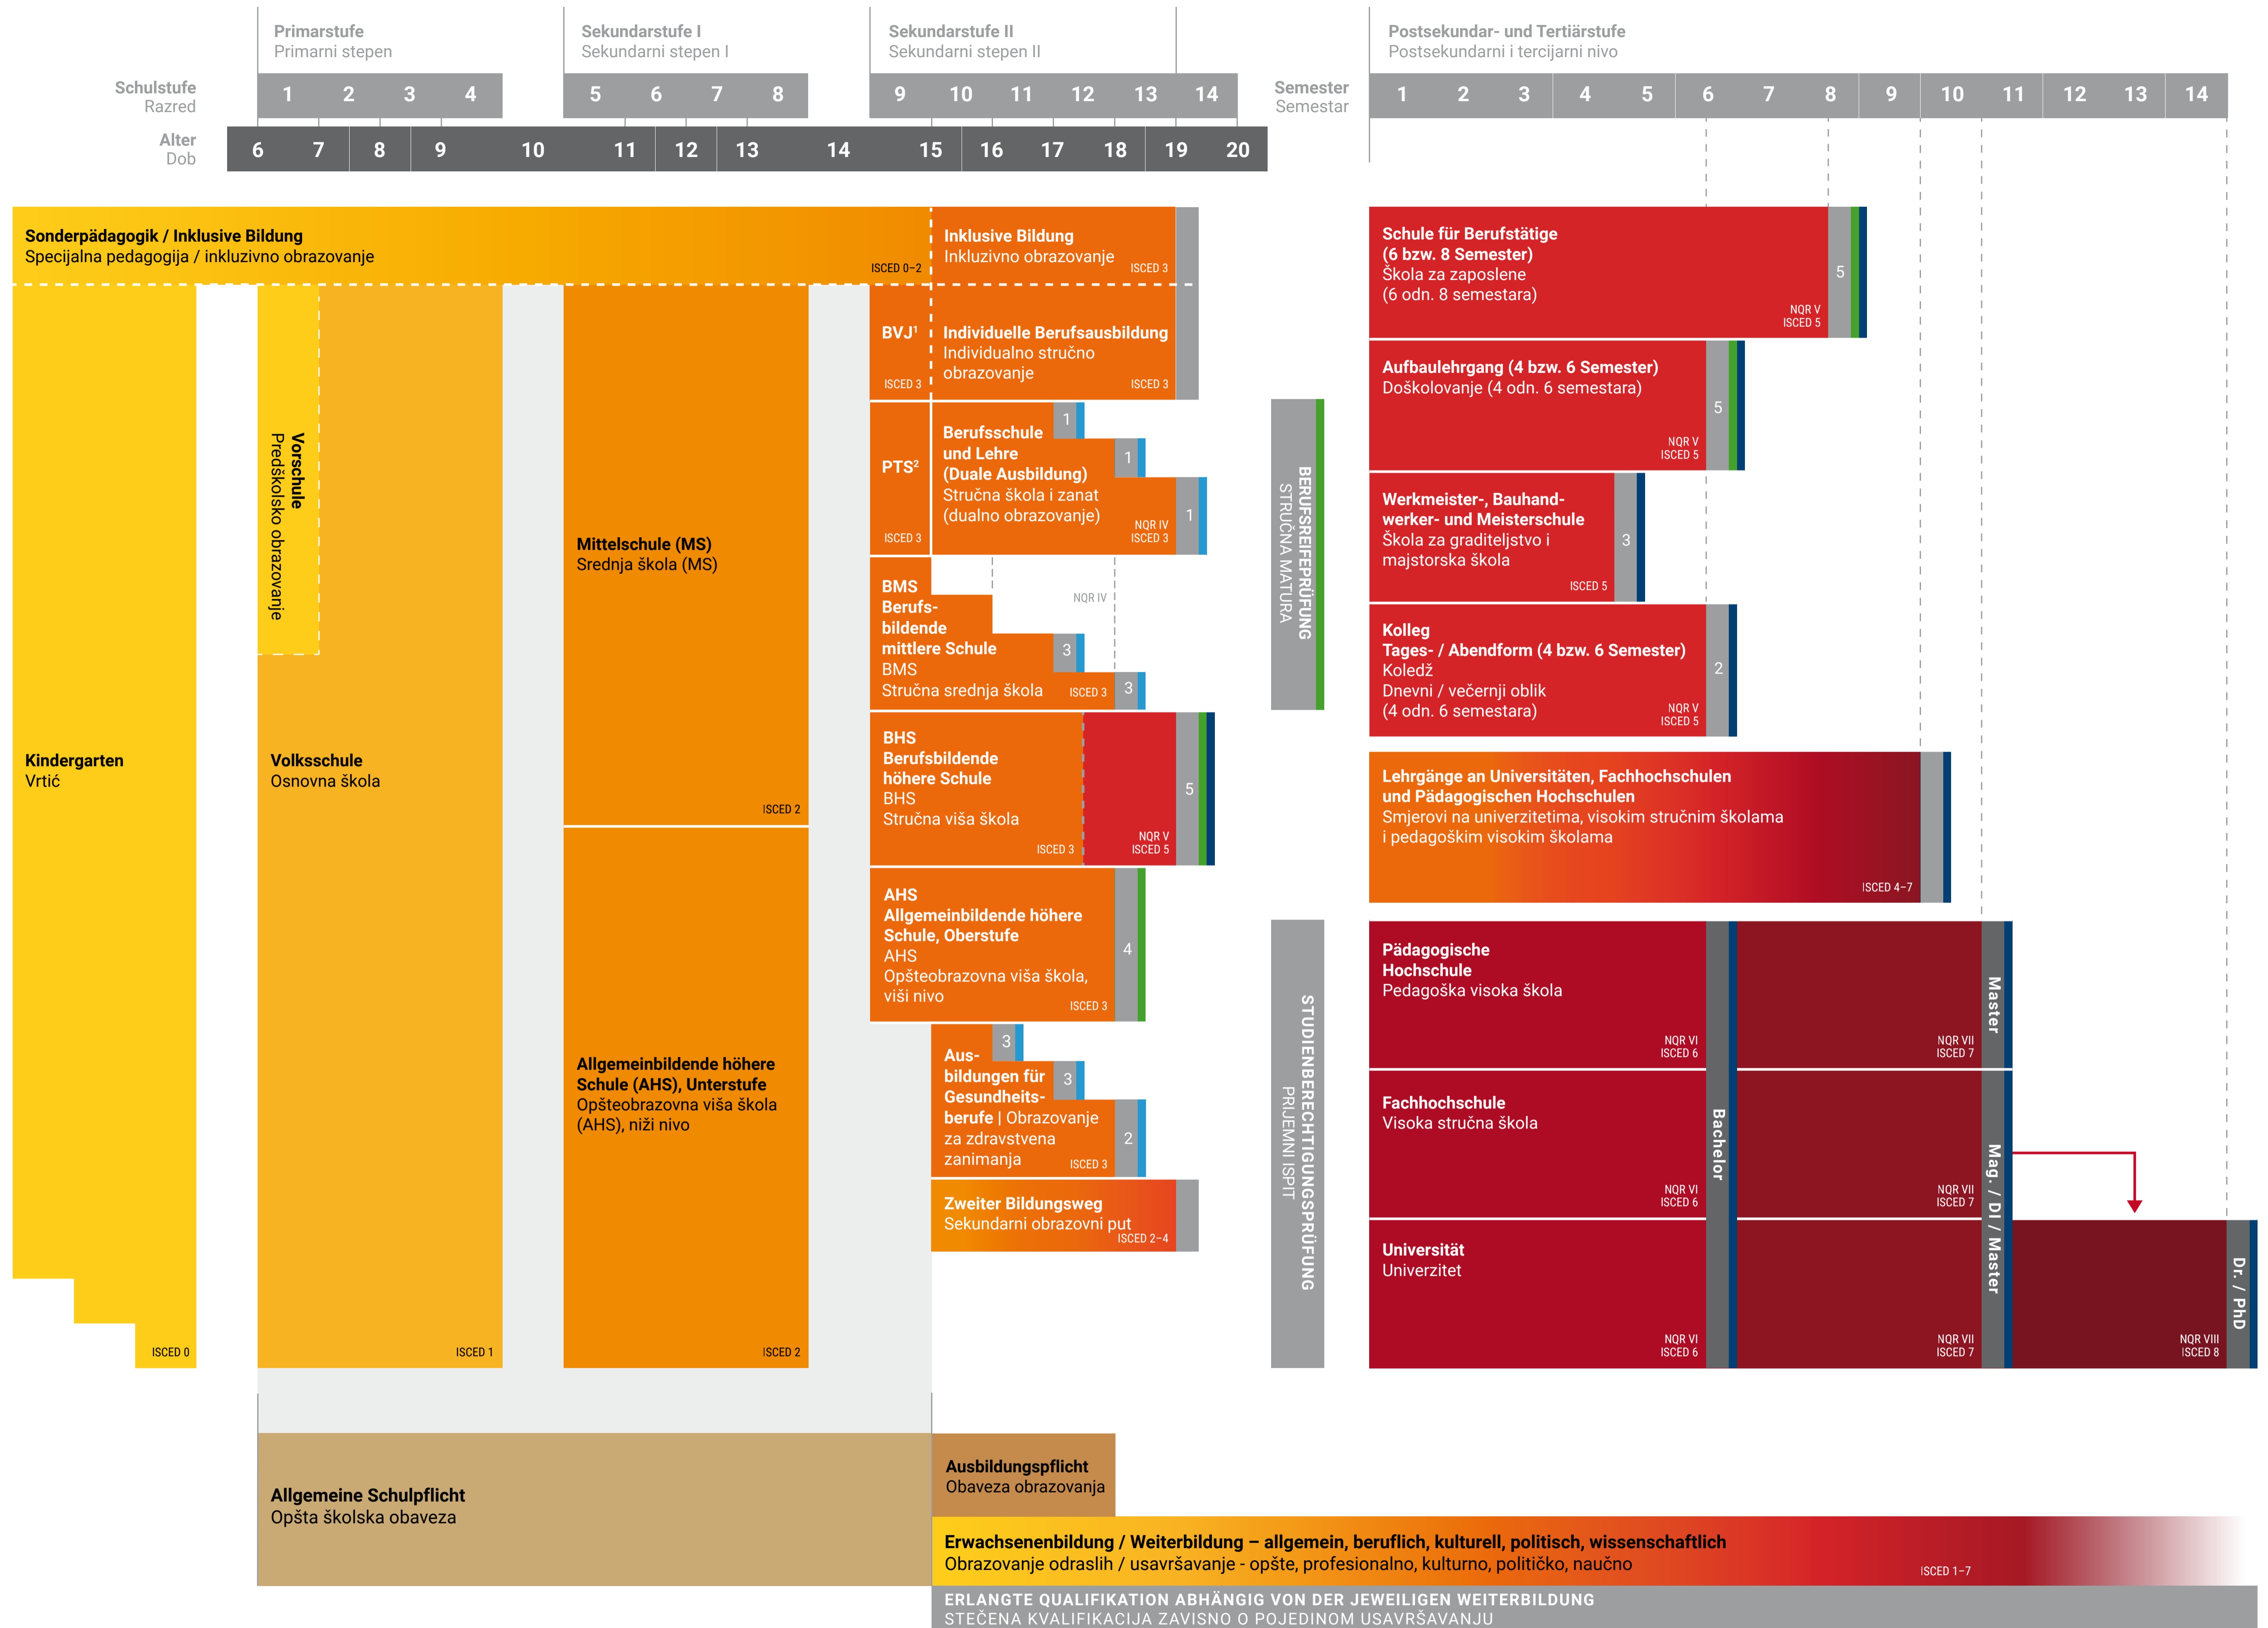 Primarstufe
Primarni stepen
Sekundarstufe I
Sekundarni stepen I
Sekundarstufe II
Sekundarni stepen II
Postsekundar- und Tertiärstufe
Postsekundarni i tercijarni nivo
Schulstufe
Razred
1 2 3 4 5 6 7 8 9 10 11 12 13 14
Semester
Semestar
1 2 3 4 5 6 7 8 9 10 11 12 13 14
Alter
Dob
6 7 8 9 10 11 12 13 14 15 16 17 18 19 20
Sonderpädagogik / Inklusive Bildung
Specijalna pedagogija / inkluzivno obrazovanje
ISCED 0–2
Inklusive Bildung
Inkluzivno obrazovanje
ISCED 3
Kindergarten
Vrtić
ISCED 0
Vorschule
Predškolsko obrazovanje
Volksschule
Osnovna škola
ISCED 1
Mittelschule (MS)
Srednja škola (MS)
ISCED 2
Allgemeinbildende höhere
Schule (AHS), Unterstufe
Opšteobrazovna viša škola
(AHS), niži nivo
ISCED 2
BVJ¹
ISCED 3
Individuelle Berufsausbildung
Individualno stručno
obrazovanje
ISCED 3
PTS²
ISCED 3
Berufsschule
und Lehre
(Duale Ausbildung)
Stručna škola i zanat
(dualno obrazovanje)
NQR IV
ISCED 3
1
1
1
BMS
Berufs-
bildende
mittlere Schule
BMS
Stručna srednja škola
ISCED 3
NQR IV
3
3
BHS
Berufsbildende
höhere Schule
BHS
Stručna viša škola
ISCED 3
NQR V
ISCED 5
5
AHS
Allgemeinbildende höhere
Schule, Oberstufe
AHS
Opšteobrazovna viša škola,
viši nivo
ISCED 3
4
Aus-
bildungen für
Gesundheits-
berufe | Obrazovanje
za zdravstvena
zanimanja
ISCED 3
3
3
2
Zweiter Bildungsweg
Sekundarni obrazovni put
ISCED 2–4
BERUFSREIFEPRÜFUNG
STRUČNA MATURA
STUDIENBERECHTIGUNGSPRÜFUNG
PRIJEMNI ISPIT
Schule für Berufstätige
(6 bzw. 8 Semester)
Škola za zaposlene
(6 odn. 8 semestara)
NQR V
ISCED 5
5
Aufbaulehrgang (4 bzw. 6 Semester)
Doškolovanje (4 odn. 6 semestara)
NQR V
ISCED 5
5
Werkmeister-, Bauhand-
werker- und Meisterschule
Škola za graditeljstvo i
majstorska škola
ISCED 5
3
Kolleg
Tages- / Abendform (4 bzw. 6 Semester)
Koledž
Dnevni / večernji oblik
(4 odn. 6 semestara)
NQR V
ISCED 5
2
Lehrgänge an Universitäten, Fachhochschulen
und Pädagogischen Hochschulen
Smjerovi na univerzitetima, visokim stručnim školama
i pedagoškim visokim školama
ISCED 4–7
Pädagogische
Hochschule
Pedagoška visoka škola
NQR VI
ISCED 6
NQR VII
ISCED 7
Master
Fachhochschule
Visoka stručna škola
NQR VI
ISCED 6
Bachelor
NQR VII
ISCED 7
Mag. / DI / Master
Universität
Univerzitet
NQR VI
ISCED 6
NQR VII
ISCED 7
NQR VIII
ISCED 8
Dr. / PhD
Allgemeine Schulpflicht
Opšta školska obaveza
Ausbildungspflicht
Obaveza obrazovanja
Erwachsenenbildung / Weiterbildung – allgemein, beruflich, kulturell, politisch, wissenschaftlich
Obrazovanje odraslih / usavršavanje - opšte, profesionalno, kulturno, političko, naučno
ISCED 1–7
ERLANGTE QUALIFIKATION ABHÄNGIG VON DER JEWEILIGEN WEITERBILDUNG
STEČENA KVALIFIKACIJA ZAVISNO O POJEDINOM USAVRŠAVANJU